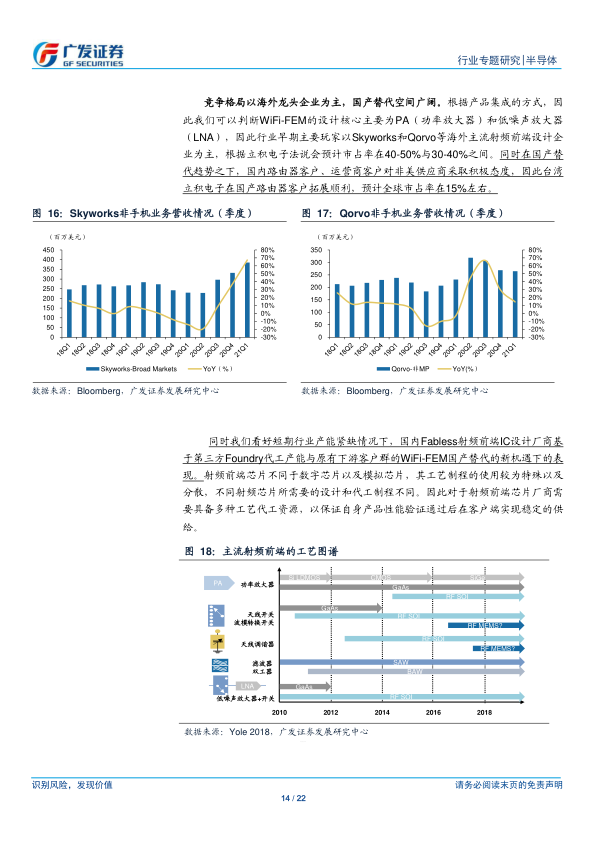 广发证券
GF SECURITIES
行业专题研究|半导体
竞争格局以海外龙头企业为主，国产替代空间广阔。根据产品集成的方式，因
此我们可以判断WiFi-FEM的设计核心主要为PA（功率放大器）和低噪声放大器
（LNA），因此行业早期主要玩家以Skyworks和Qorvo等海外主流射频前端设计企
业为主，根据立积电子法说会预计市占率在40-50%与30-40%之间。同时在国产替
代趋势之下，国内路由器客户、运营商客户对非美供应商采取积极态度，因此台湾
立积电子在国产路由器客户拓展顺利，预计全球市占率在15%左右。
图 16：Skyworks非手机业务营收情况（季度）
（百万美元）
450
400
350
300
250
200
150
100
50
0
80%
70%
60%
50%
40%
30%
20%
10%
0%
-10%
-20%
-30%
18Q1
18Q2
18Q3
18Q4
19Q1
19Q2
19Q3
19Q4
20Q1
20Q2
20Q3
20Q4
21Q1
Skyworks-Broad Markets
YoY（%）
数据来源：Bloomberg，广发证券发展研究中心
图 17：Qorvo非手机业务营收情况（季度）
（百万美元）
350
300
250
200
150
100
50
0
80%
70%
60%
50%
40%
30%
20%
10%
0%
-10%
-20%
-30%
18Q1
18Q2
18Q3
18Q4
19Q1
19Q2
19Q3
19Q4
20Q1
20Q2
20Q3
20Q4
21Q1
Qorvo-非MP
YoY(%)
数据来源：Bloomberg，广发证券发展研究中心
同时我们看好短期行业产能紧缺情况下，国内Fabless射频前端IC设计厂商基
于第三方Foundry代工产能与原有下游客户群的WiFi-FEM国产替代的新机遇下的表
现。射频前端芯片不同于数字芯片以及模拟芯片，其工艺制程的使用较为特殊以及
分散，不同射频芯片所需要的设计和代工制程不同。因此对于射频前端芯片厂商需
要具备多种工艺代工资源，以保证自身产品性能验证通过后在客户端实现稳定的供
给。
图 18：主流射频前端的工艺图谱
PA
功率放大器
Si LDMOS
CMOS
SiGe
GaAs
RF SOI
天线开关
波模转换开关
GaAs
RF SOI
RF MEMS?
天线调谐器
RF SOI
RF MEMS?
滤波器
双工器
SAW
BAW
LNA
低噪声放大器+开关
GaAs
RF SOI
2010
2012
2014
2016
2018
数据来源：Yole 2018，广发证券发展研究中心
识别风险，发现价值
请务必阅读末页的免责声明
14 / 22